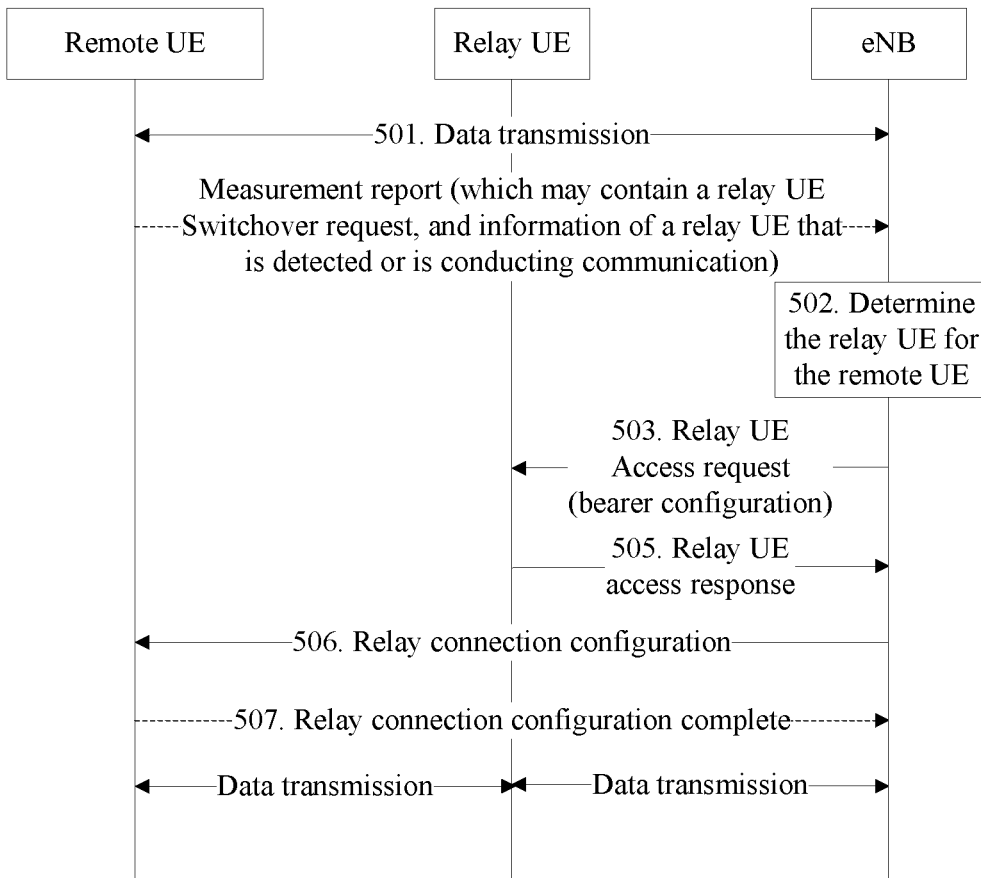 Remote UE
Relay UE
eNB
501. Data transmission
Measurement report (which may contain a relay UE
Switchover request, and information of a relay UE that
is detected or is conducting communication)
502. Determine
the relay UE for
the remote UE
503. Relay UE
Access request
(bearer configuration)
505. Relay UE
access response
506. Relay connection configuration
507. Relay connection configuration complete
Data transmission
Data transmission